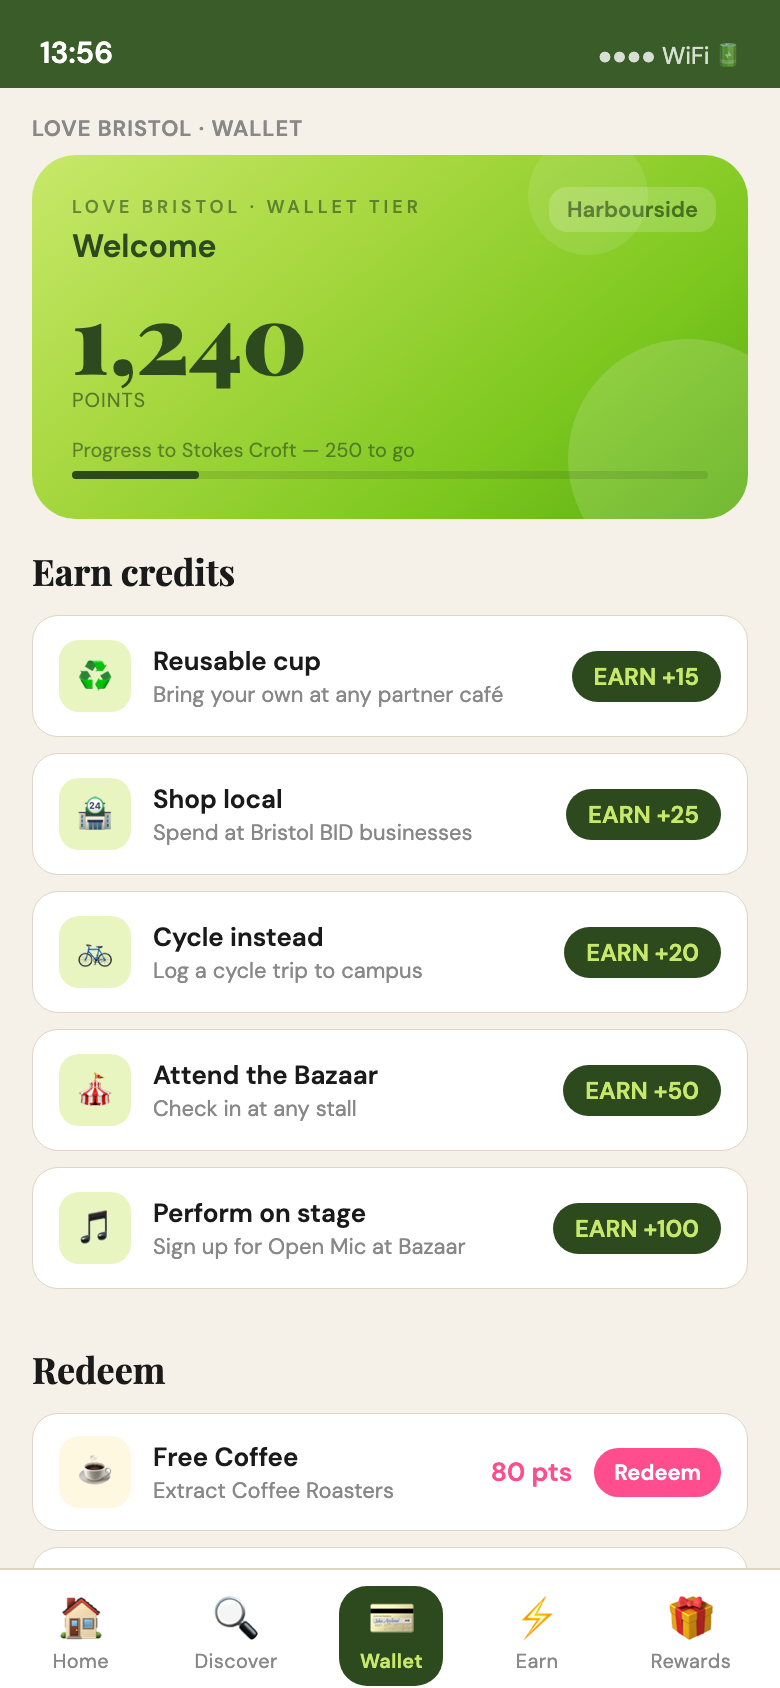 13:56
●●●● WiFi
LOVE BRISTOL · WALLET
LOVE BRISTOL · WALLET TIER
Harbourside
Welcome
1,240
POINTS
Progress to Stokes Croft — 250 to go
Earn credits
Reusable cup
Bring your own at any partner café
EARN +15
24
Shop local
Spend at Bristol BID businesses
EARN +25
Cycle instead
Log a cycle trip to campus
EARN +20
Attend the Bazaar
Check in at any stall
EARN +50
Perform on stage
Sign up for Open Mic at Bazaar
EARN +100
Redeem
Free Coffee
Extract Coffee Roasters
80 pts
Redeem
Home
Discover
Wallet
Earn
Rewards